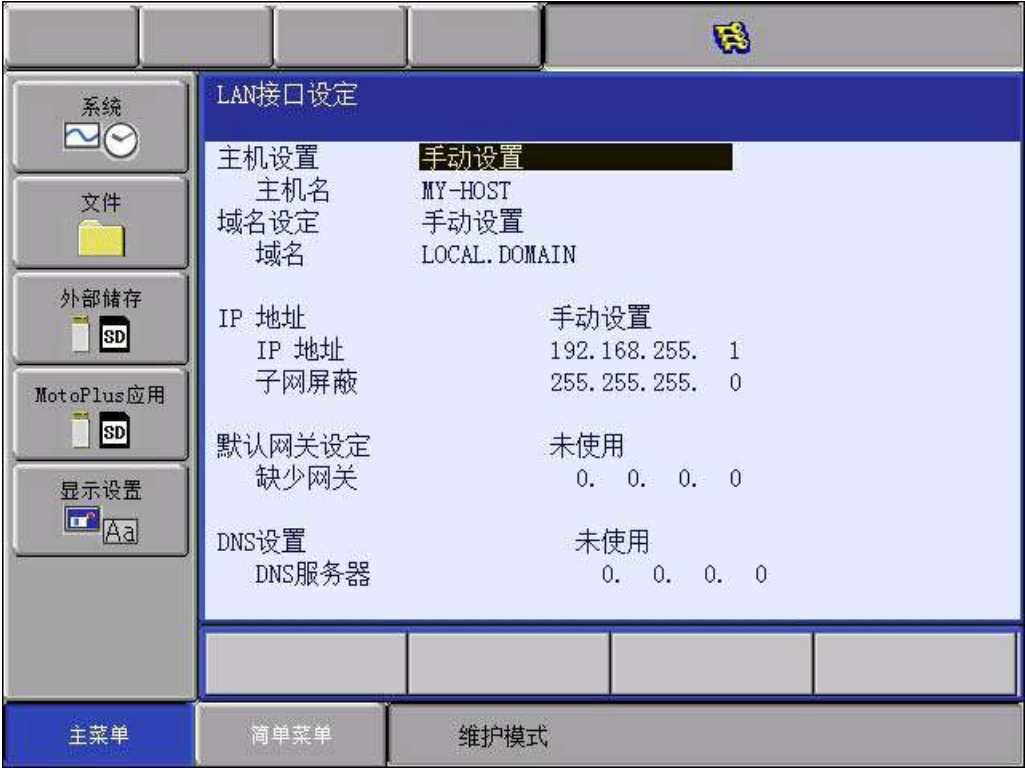 系统
文件
外部储存
SD
MotoPlus应用
SD
显示设置
Aa
LAN接口设定
主机设置 手动设置
主机名 MY-HOST
域名设定 手动设置
域名 LOCAL.DOMAIN
IP 地址 手动设置
IP 地址 192.168.255. 1
子网屏蔽 255.255.255. 0
默认网关设定 未使用
缺少网关 0. 0. 0. 0
DNS设置 未使用
DNS服务器 0. 0. 0. 0
主菜单 简单菜单 维护模式